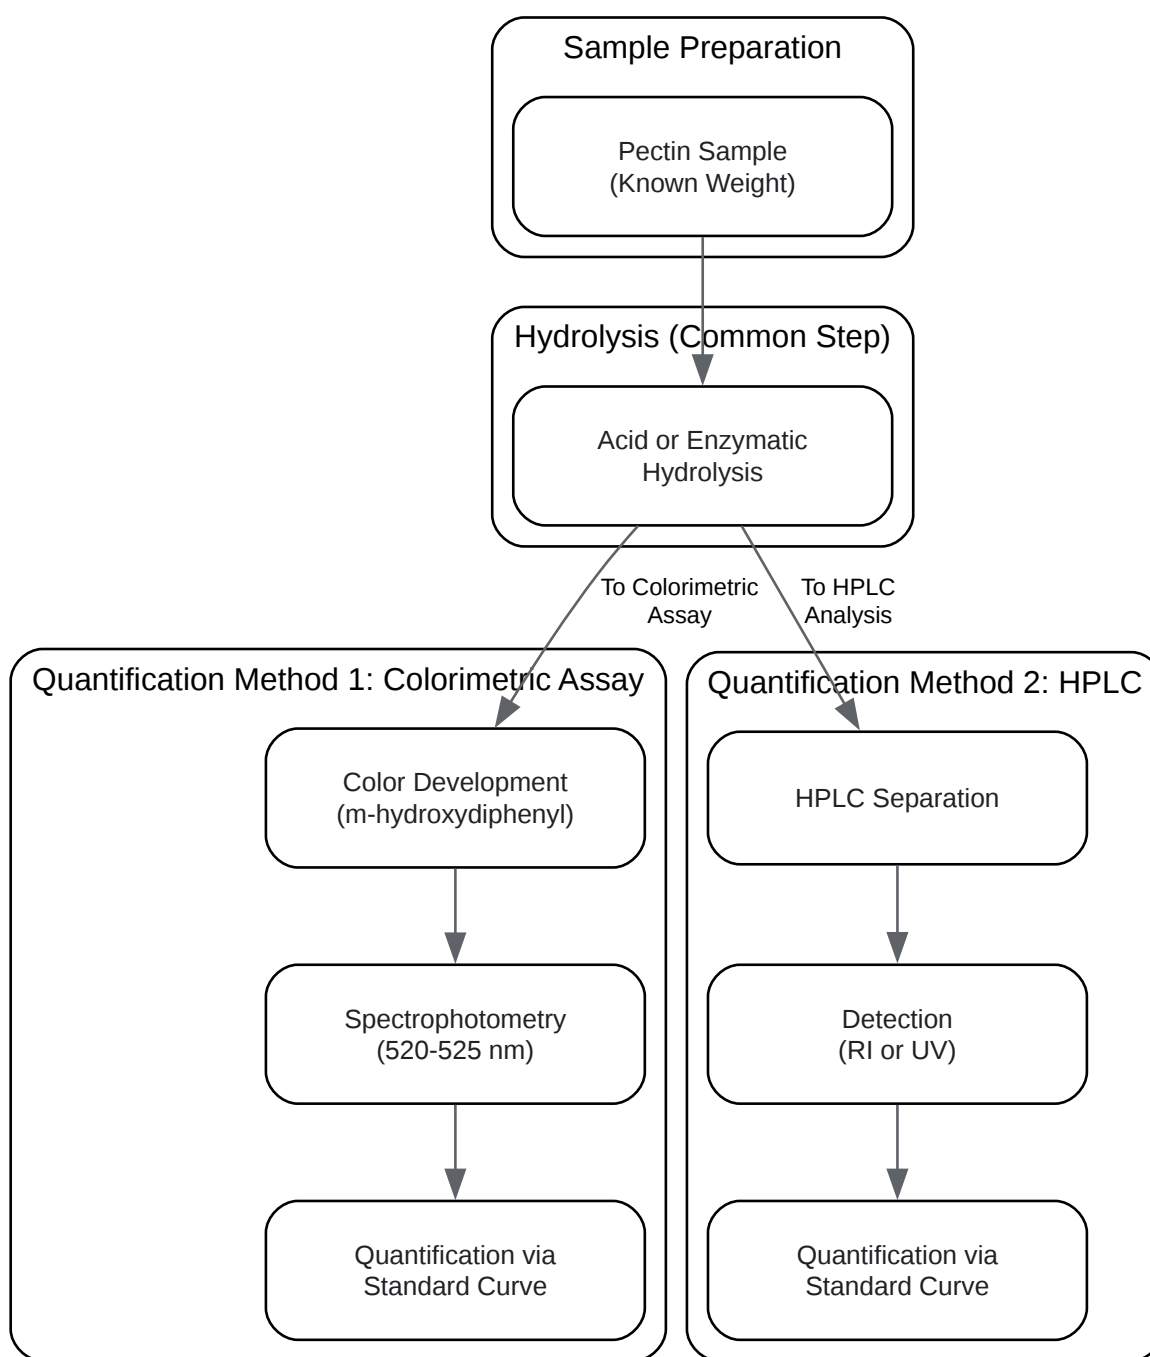 Sample Preparation
Pectin Sample
(Known Weight)
Hydrolysis (Common Step)
Acid or Enzymatic
Hydrolysis
To Colorimetric
Assay
To HPLC
Analysis
Quantification Method 1: Colorimetric Assay
Color Development
(m-hydroxydiphenyl)
Spectrophotometry
(520-525 nm)
Quantification via
Standard Curve
Quantification Method 2: HPLC
HPLC Separation
Detection
(RI or UV)
Quantification via
Standard Curve